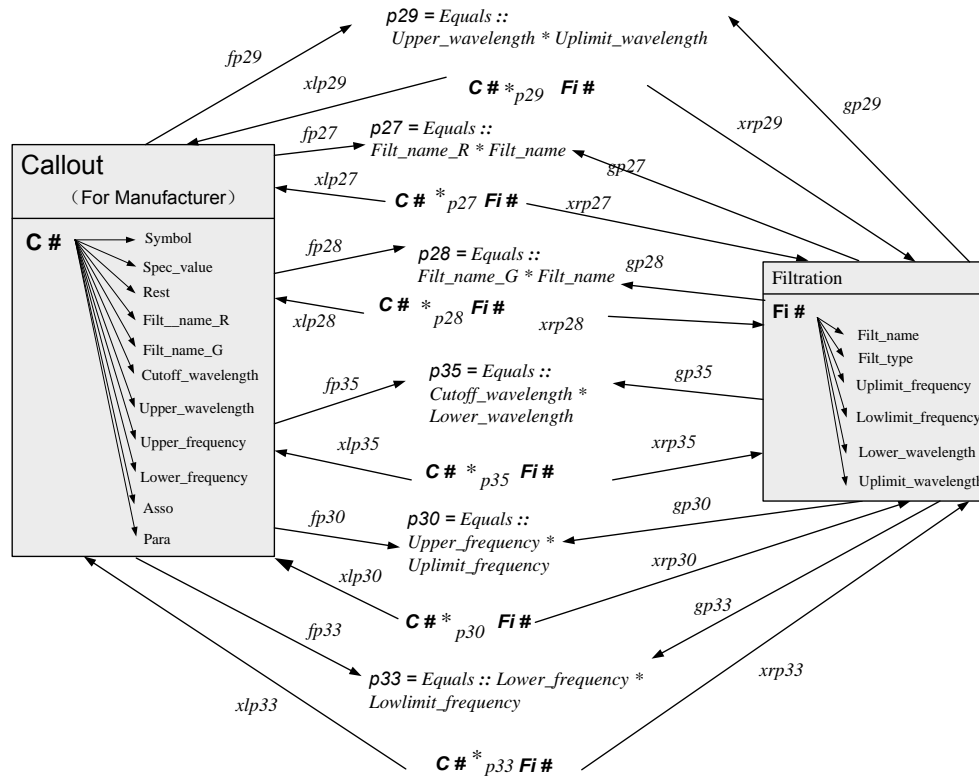 p29 = Equals ::
Upper_wavelength * Uplimit_wavelength
fp29
gp29
xlp29
C # *p29 Fi #
xrp29
p27 = Equals ::
Filt_name_R * Filt_name
fp27
gp27
xlp27
C # *p27 Fi #
xrp27
fp28
p28 = Equals ::
Filt_name_G * Filt_name
gp28
xlp28
C # *p28 Fi #
xrp28
fp35
p35 = Equals ::
Cutoff_wavelength *
Lower_wavelength
gp35
xlp35
C # *p35 Fi #
xrp35
fp30
p30 = Equals ::
Upper_frequency *
Uplimit_frequency
gp30
xlp30
C # *p30 Fi #
xrp30
fp33
p33 = Equals :: Lower_frequency *
Lowlimit_frequency
gp33
xlp33
C # *p33 Fi #
xrp33
Callout
（For Manufacturer）
C #
Symbol
Spec_value
Rest
Filt__name_R
Filt_name_G
Cutoff_wavelength
Upper_wavelength
Upper_frequency
Lower_frequency
Asso
Para
Filtration
Fi #
Filt_name
Filt_type
Uplimit_frequency
Lowlimit_frequency
Lower_wavelength
Uplimit_wavelength